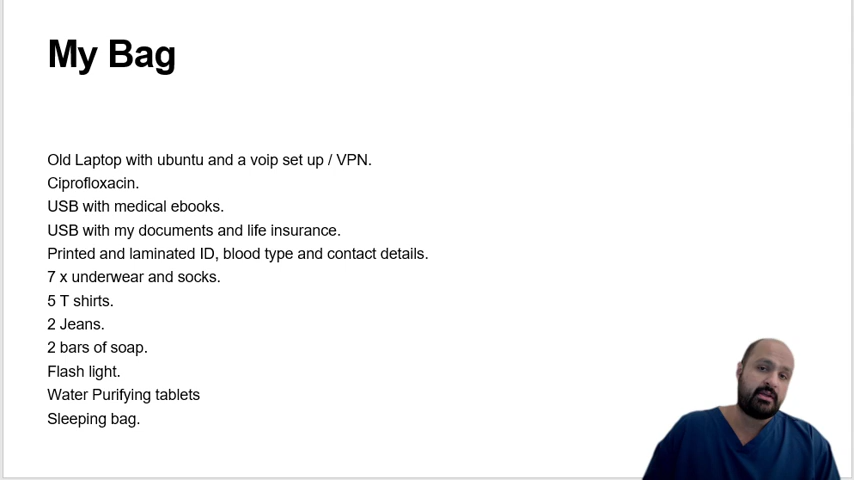 My Bag
Old Laptop with ubuntu and a voip set up / VPN.
Ciprofloxacin.
USB with medical ebooks.
USB with my documents and life insurance.
Printed and laminated ID, blood type and contact details.
7 x underwear and socks.
5 T shirts.
2 Jeans.
2 bars of soap.
Flash light.
Water Purifying tablets
Sleeping bag.